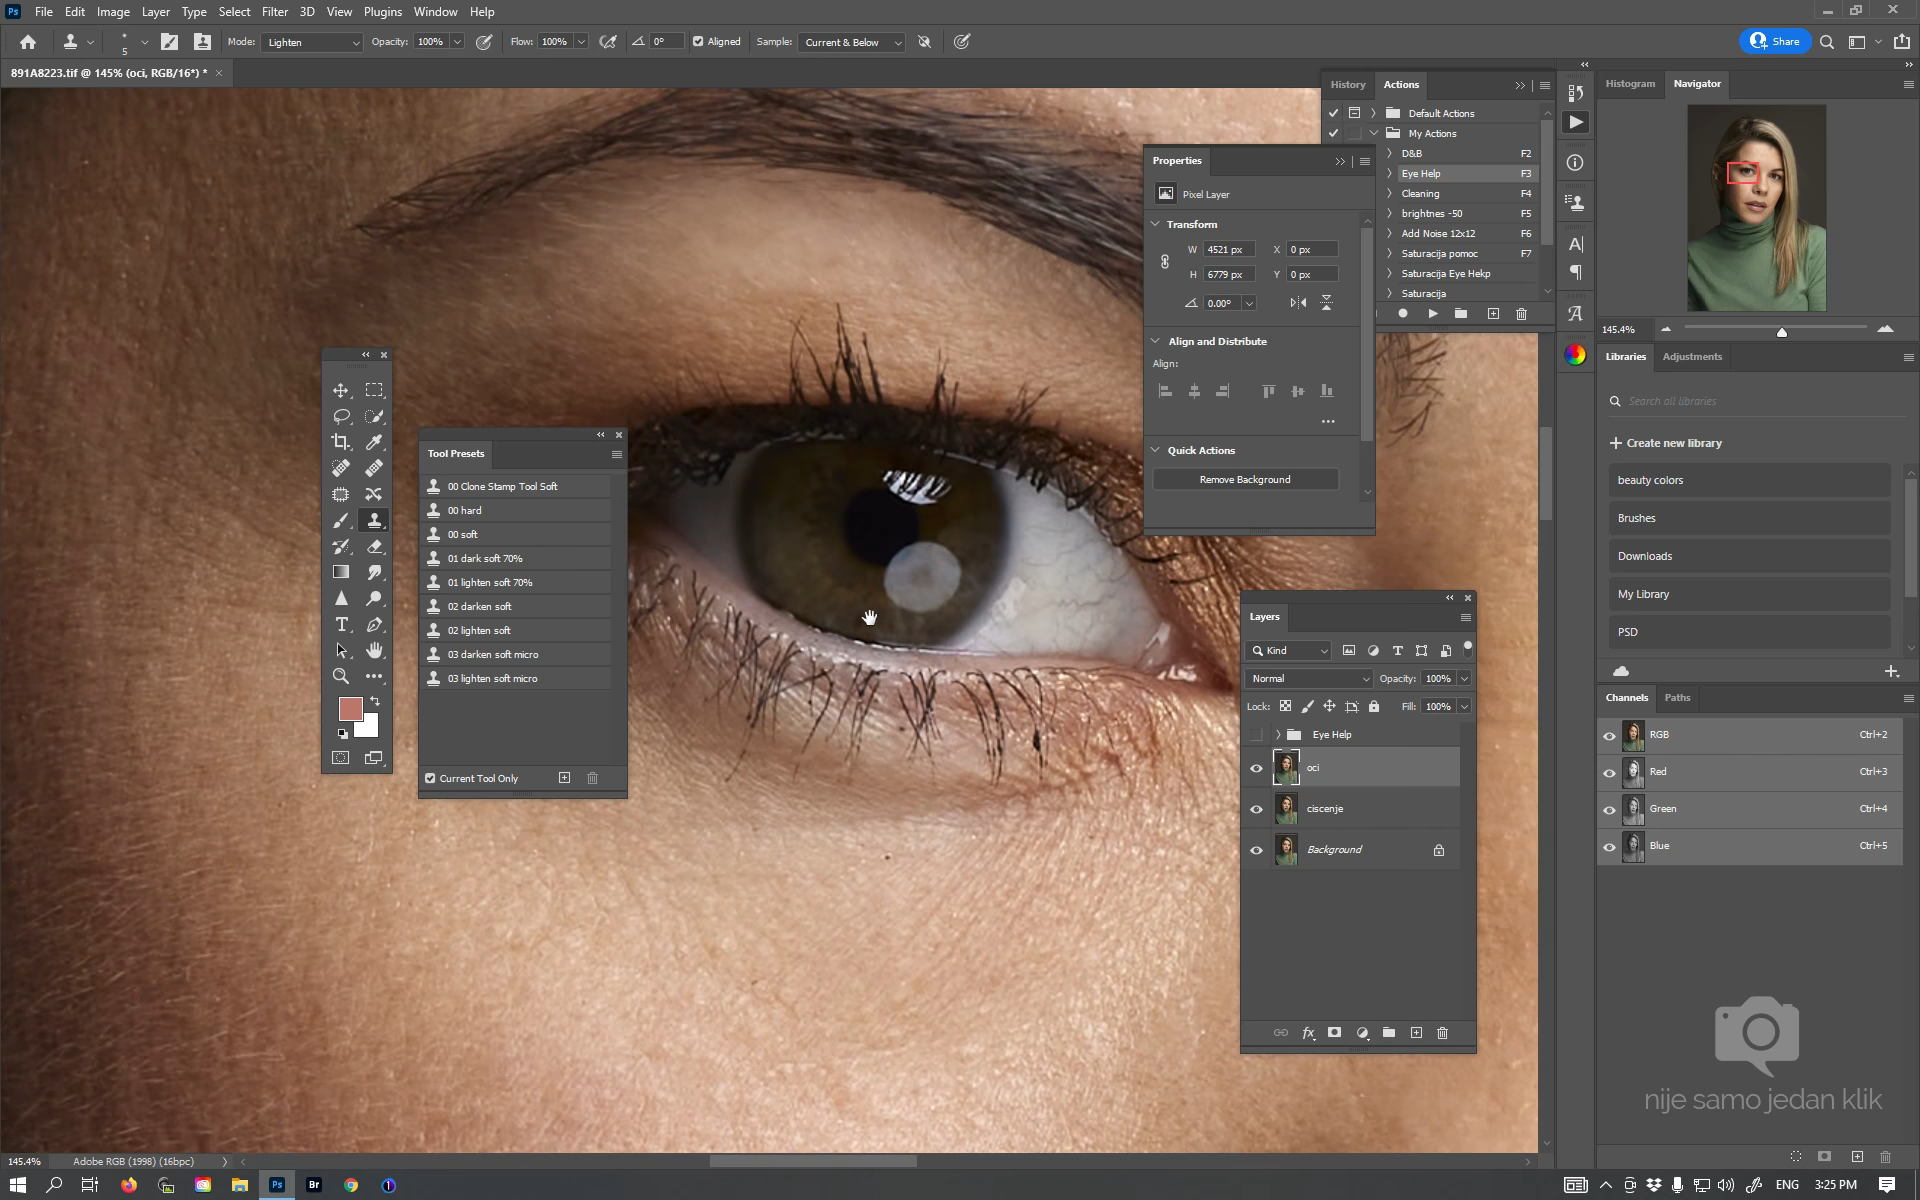 Ps File Edit Image Layer Type Select Filter 3D View Plugins Window Help
5 Mode: Lighten Opacity: 100% Flow: 100% 0° Aligned Sample: Current & Below Share
891A8223.tif @ 145% (oci, RGB/16*) * ×
History Actions
Default Actions
My Actions
D&B F2
Eye Help F3
Cleaning F4
brightnes -50 F5
Add Noise 12x12 F6
Saturacija pomoc F7
Saturacija Eye Hekp
Saturacija
Properties
Pixel Layer
Transform
W 4521 px X 0 px
H 6779 px Y 0 px
0.00°
Align and Distribute
Align:
Quick Actions
Remove Background
Tool Presets
00 Clone Stamp Tool Soft
00 hard
00 soft
01 dark soft 70%
01 lighten soft 70%
02 darken soft
02 lighten soft
03 darken soft micro
03 lighten soft micro
Current Tool Only
Layers
Kind
Normal Opacity: 100%
Lock: Fill: 100%
Eye Help
oci
ciscenje
Background
Histogram Navigator
145.4%
Libraries Adjustments
Search all libraries
Create new library
beauty colors
Brushes
Downloads
My Library
PSD
Channels Paths
RGB Ctrl+2
Red Ctrl+3
Green Ctrl+4
Blue Ctrl+5
nije samo jedan klik
145.4% Adobe RGB (1998) (16bpc)
Ps Br ENG 3:25 PM